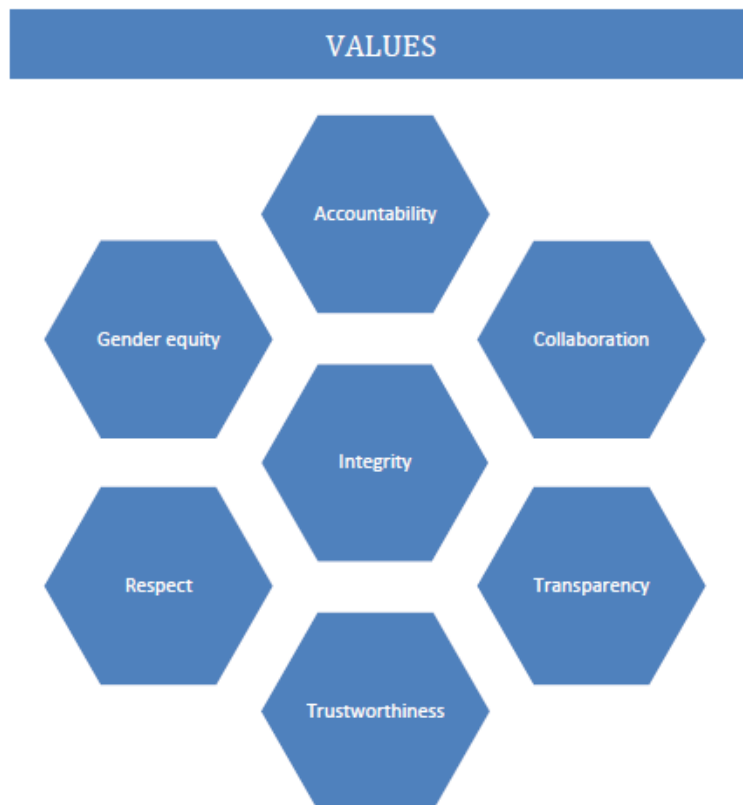 VALUES
Accountability
Gender equity
Collaboration
Integrity
Respect
Transparency
Trustworthiness